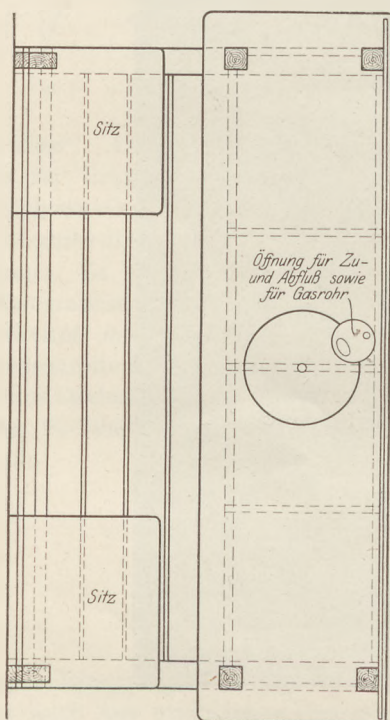 Sitz
Öffnung für Zu-
und Abfluß sowie
für Gasrohr
Sitz